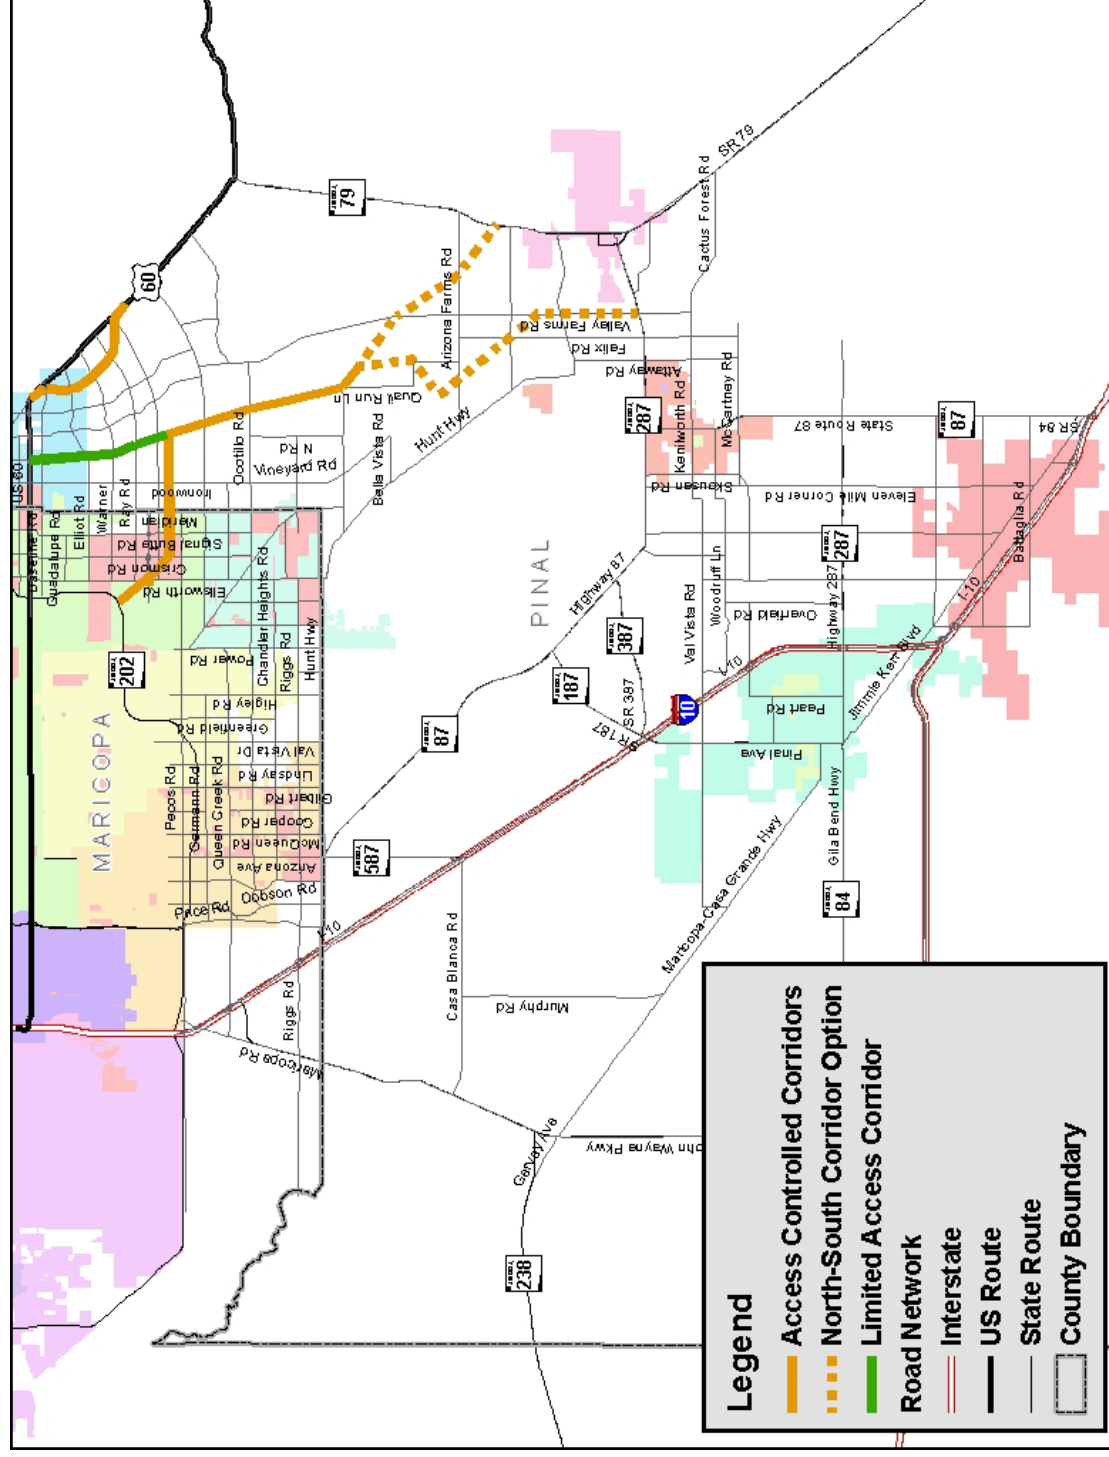 Legend
Access Controlled Corridors
North-South Corridor Option
Limited Access Corridor
Road Network
Interstate
US Route
State Route
County Boundary
MARICOPA
PINAL
US 60
Baseline Rd
Guadalupe Rd
Elliot Rd
Warner
Ray Rd
Ironwood
Meridian
Signal Butte Rd
Crismon Rd
Ellsworth Rd
Power Rd
Higley Rd
Greenfield Rd
Val Vista Dr
Lindsay Rd
Gilbert Rd
Cooper Rd
McQueen Rd
Arizona Ave
Dobson Rd
Price Rd
Pecos Rd
Germann Rd
Queen Creek Rd
Chandler Heights Rd
Riggs Rd
Hunt Hwy
Ocotillo Rd
N Rd
Vineyard Rd
Quail Run Ln
Bella Vista Rd
Hunt Hwy
Arizona Farms Rd
Valley Farms Rd
Felix Rd
Attaway Rd
Kenilworth Rd
McCartney Rd
Skousen Rd
State Route 87
Eleven Mile Corner Rd
Battaglia Rd
SR 84
Cactus Forest Rd
SR 79
Highway 87
SR 387
SR 187
Val Vista Rd
Woodruff Ln
Overfield Rd
Highway 287
I-10
I-10
I-10
Peart Rd
Jimmie Kerr Blvd
Pinal Ave
Gila Bend Hwy
Maricopa-Casa Grande Hwy
Casa Blanca Rd
Murphy Rd
Riggs Rd
Maricopa Rd
Garvey Ave
ohn Wayne Pkwy
60
79
202
87
187
387
10
587
287
287
87
84
238